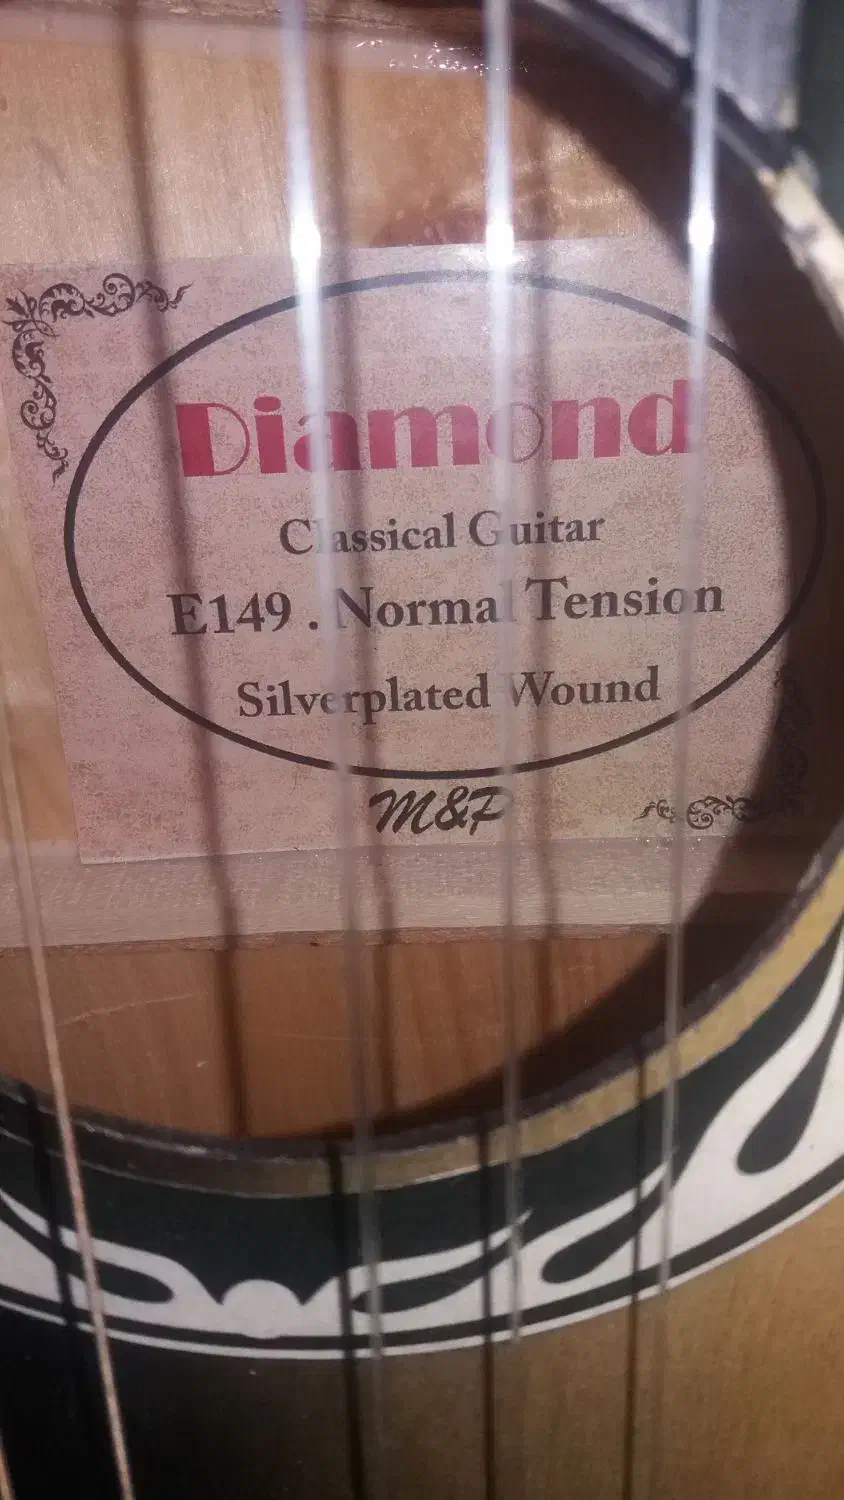 Diamond
Classical Guitar
E149 . Normal Tension
Silverplated Wound
M&P